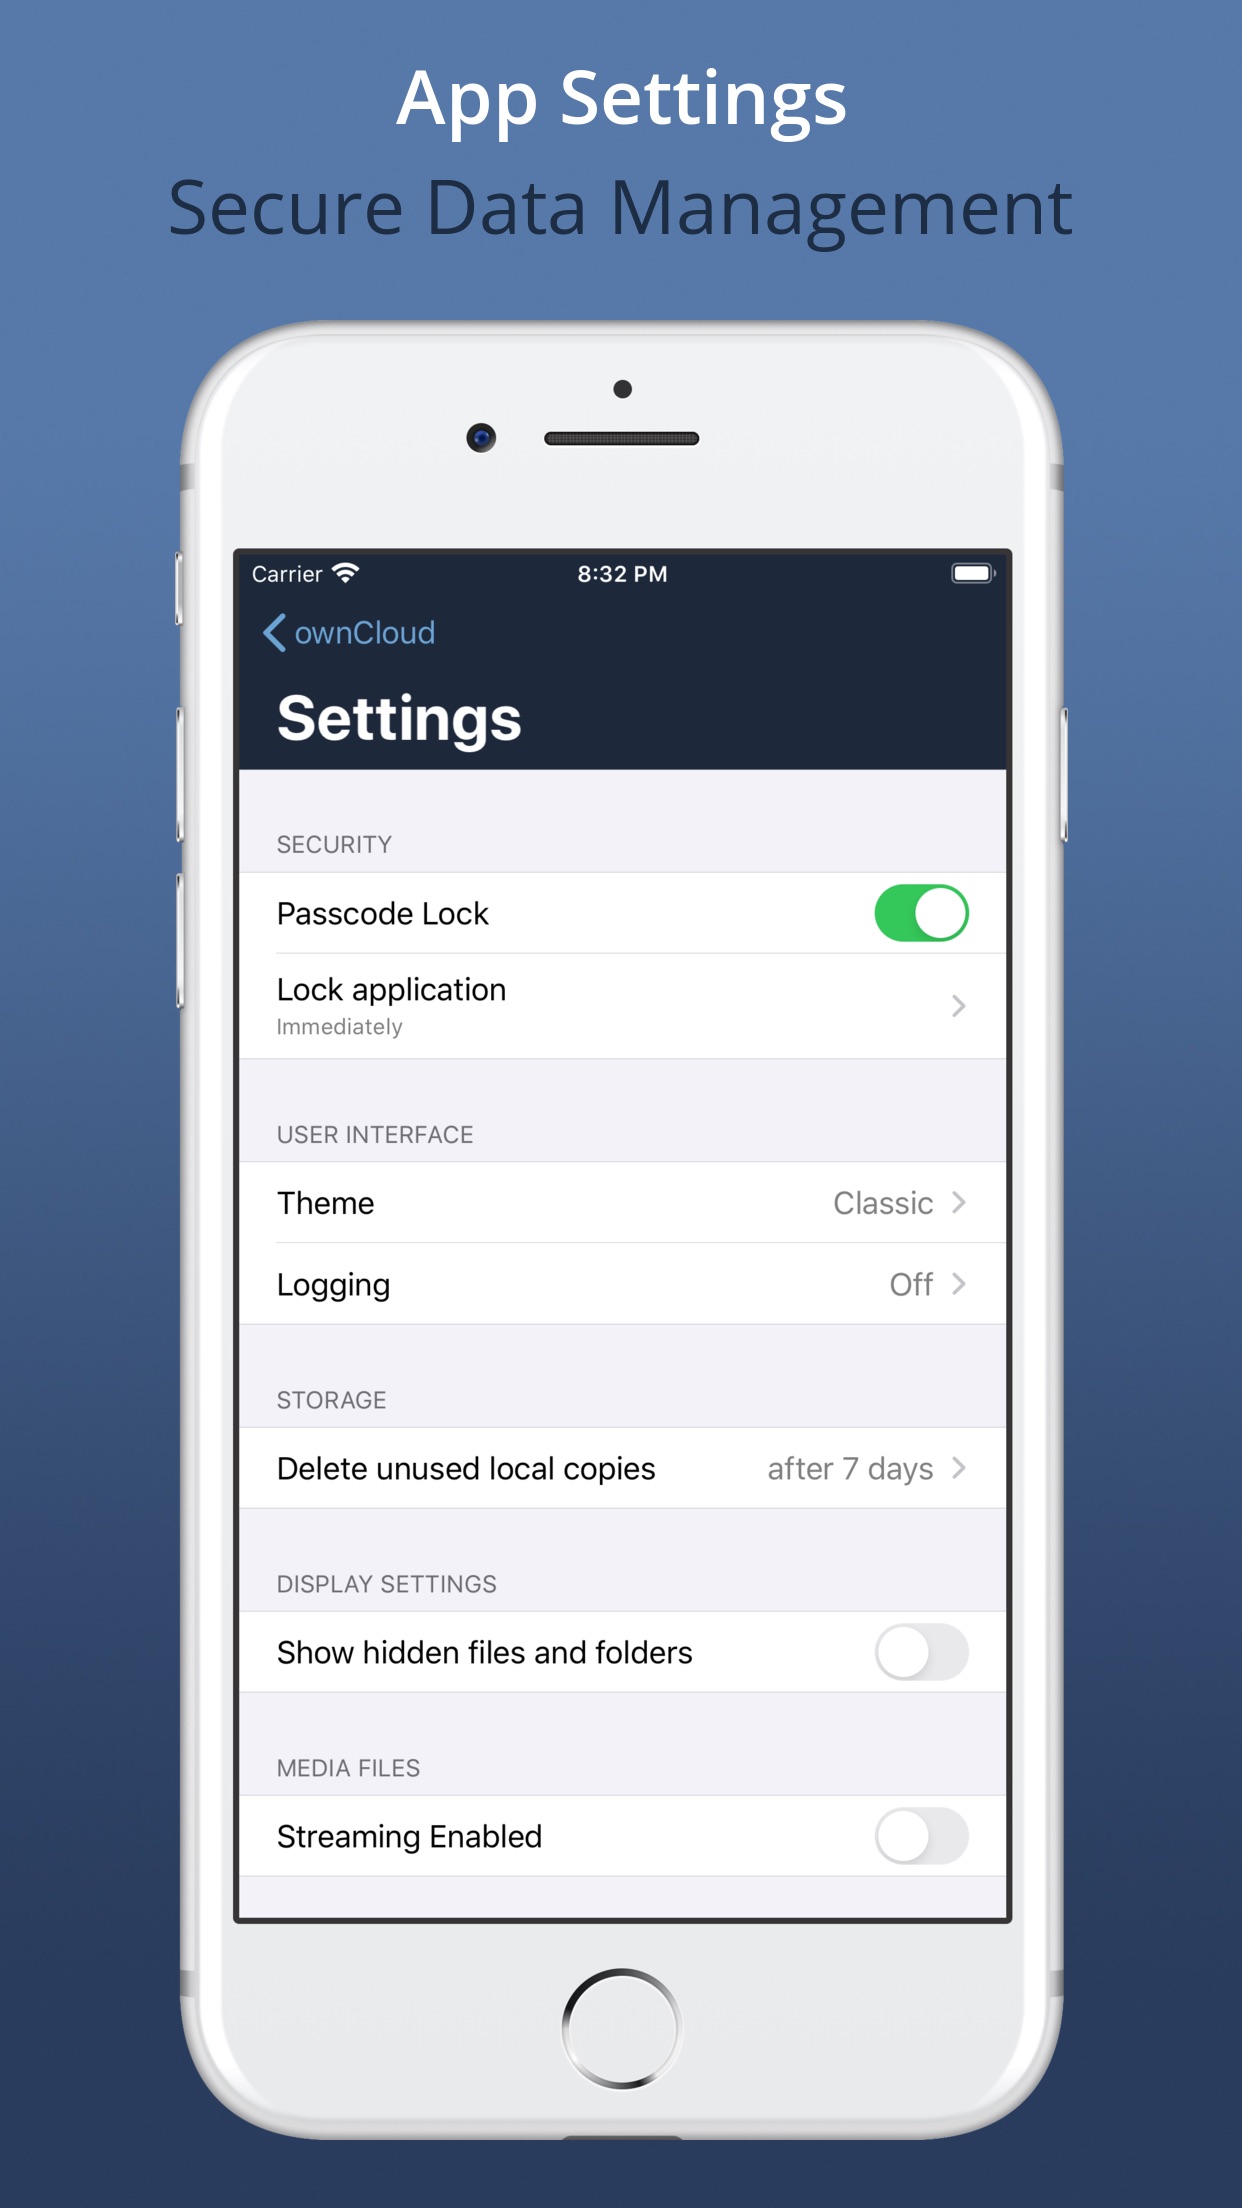 App Settings
Secure Data Management
Carrier 8:32 PM
ownCloud
Settings
SECURITY
Passcode Lock
Lock application
Immediately
USER INTERFACE
Theme Classic
Logging Off
STORAGE
Delete unused local copies after 7 days
DISPLAY SETTINGS
Show hidden files and folders
MEDIA FILES
Streaming Enabled